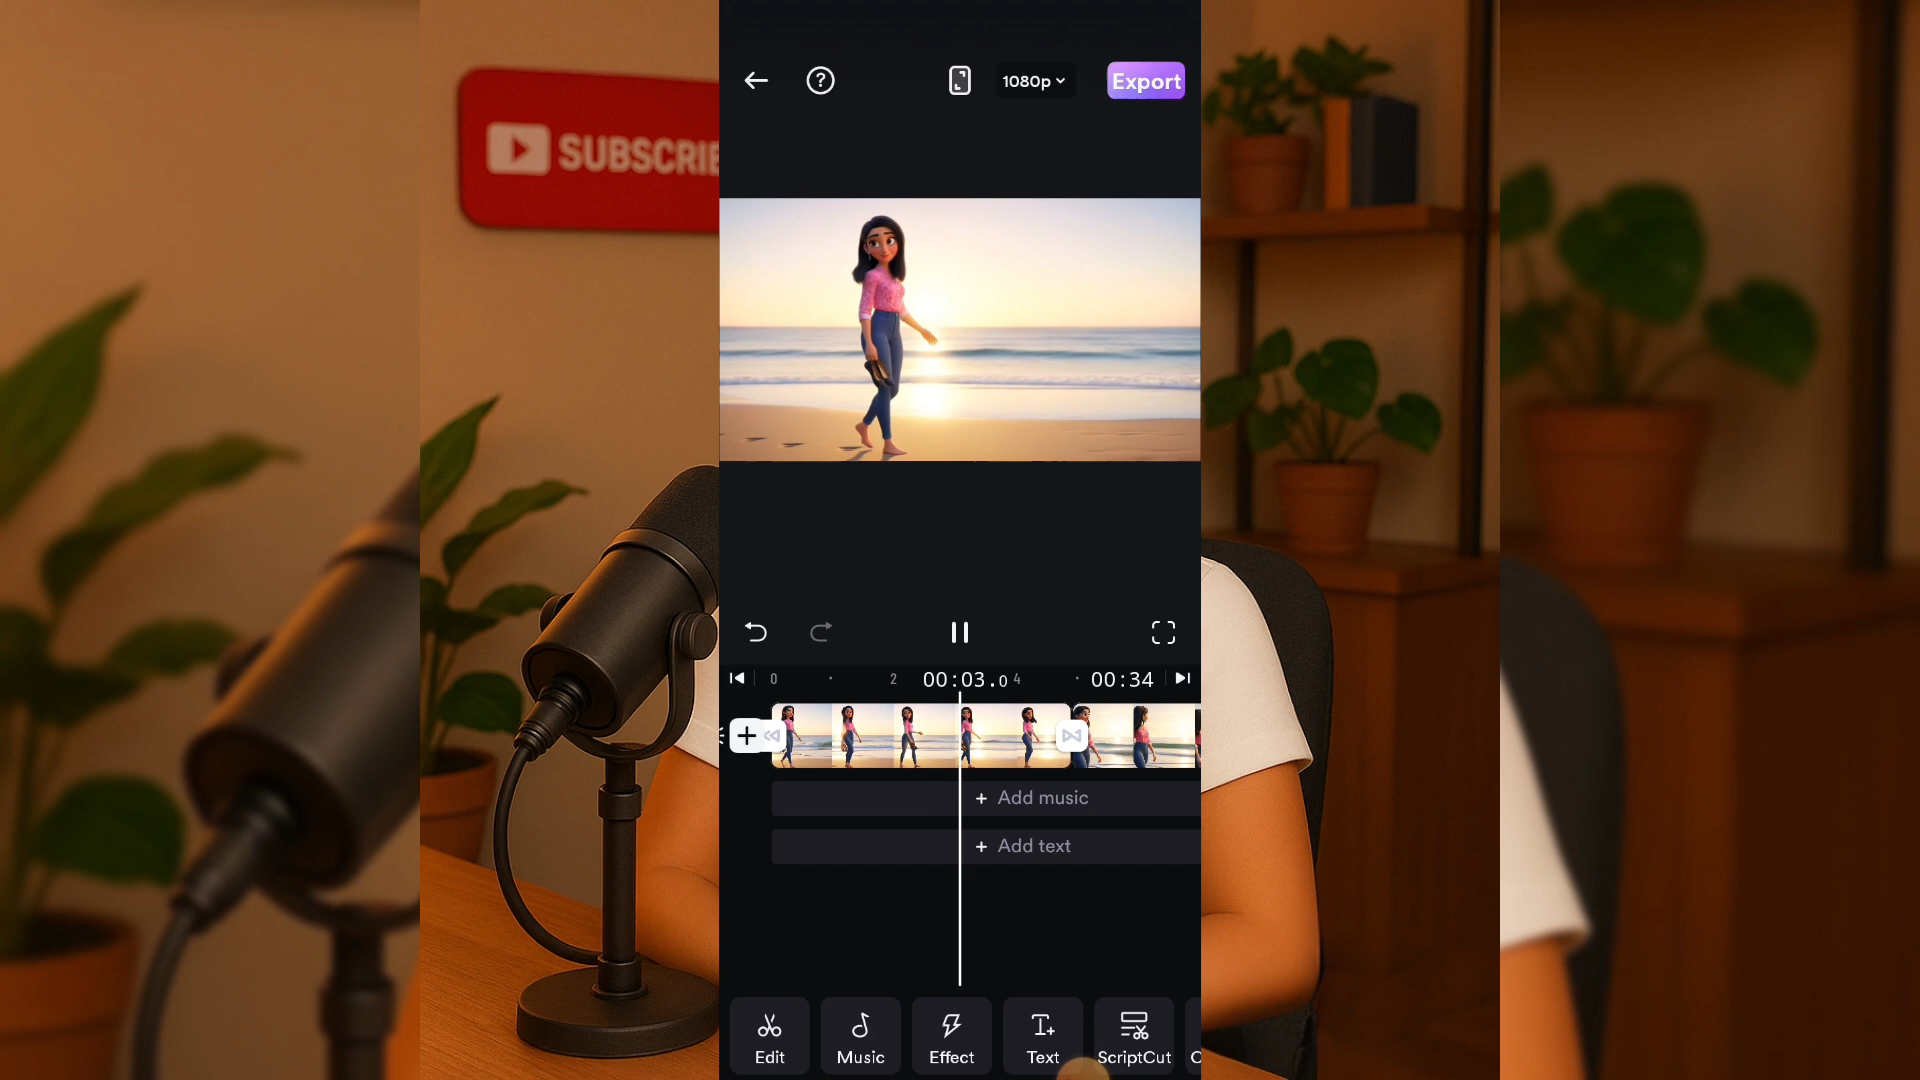 SUBSCRIB
1080p
Export
0
2
00:03.0
4
00:34
Add music
Add text
Edit
Music
Effect
Text
ScriptCut